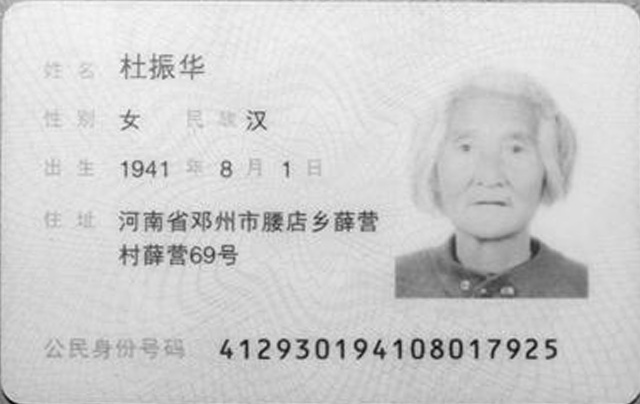 姓名 杜振华
性别 女 民族 汉
出生 1941 年 8 月 1 日
住址 河南省邓州市腰店乡薛营
村薛营69号
公民身份号码 412930194108017925